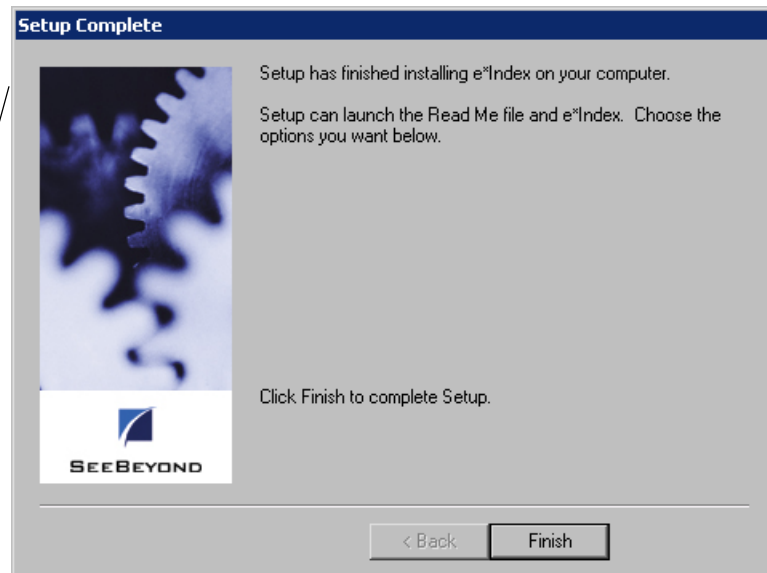 Setup Complete
Setup has finished installing e*Index on your computer.
Setup can launch the Read Me file and e*Index. Choose the
options you want below.
Click Finish to complete Setup.
SEEBEYOND
< Back
Finish